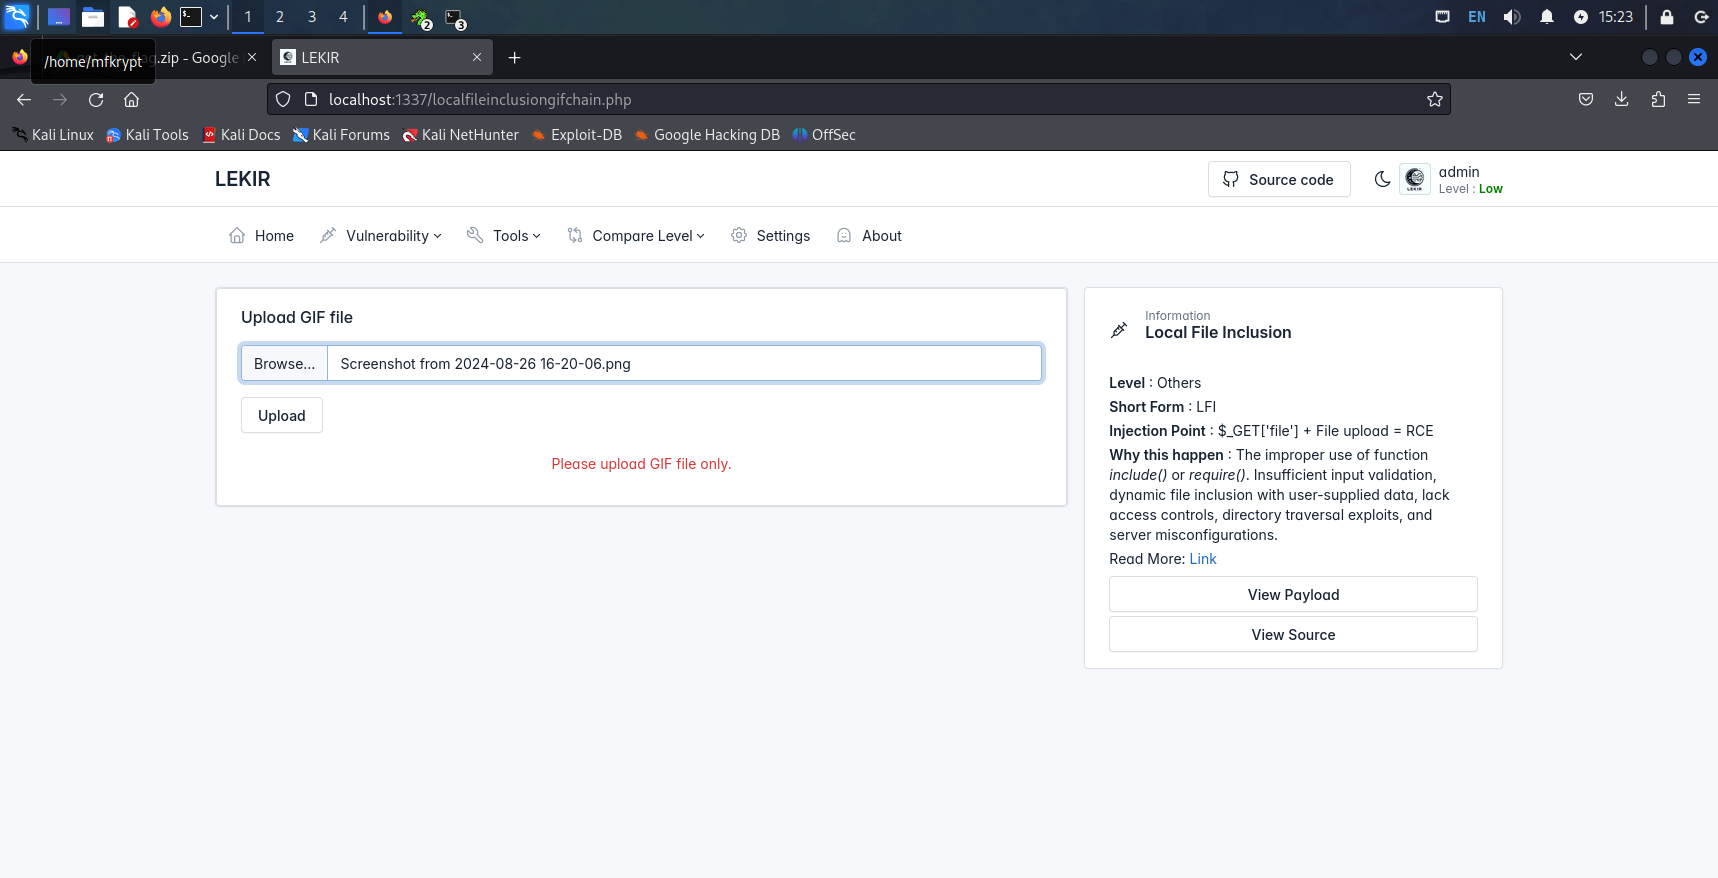 1 2 3 4 2 3 EN 15:23
/home/mfkrypt .zip - Google LEKIR
localhost:1337/localfileinclusiongifchain.php
Kali Linux Kali Tools Kali Docs Kali Forums Kali NetHunter Exploit-DB Google Hacking DB OffSec
LEKIR
Source code
admin
Level : Low
Home Vulnerability Tools Compare Level Settings About
Upload GIF file
Browse... Screenshot from 2024-08-26 16-20-06.png
Upload
Please upload GIF file only.
Information
Local File Inclusion
Level : Others
Short Form : LFI
Injection Point : $_GET['file'] + File upload = RCE
Why this happen : The improper use of function
include() or require(). Insufficient input validation,
dynamic file inclusion with user-supplied data, lack
access controls, directory traversal exploits, and
server misconfigurations.
Read More: Link
View Payload
View Source